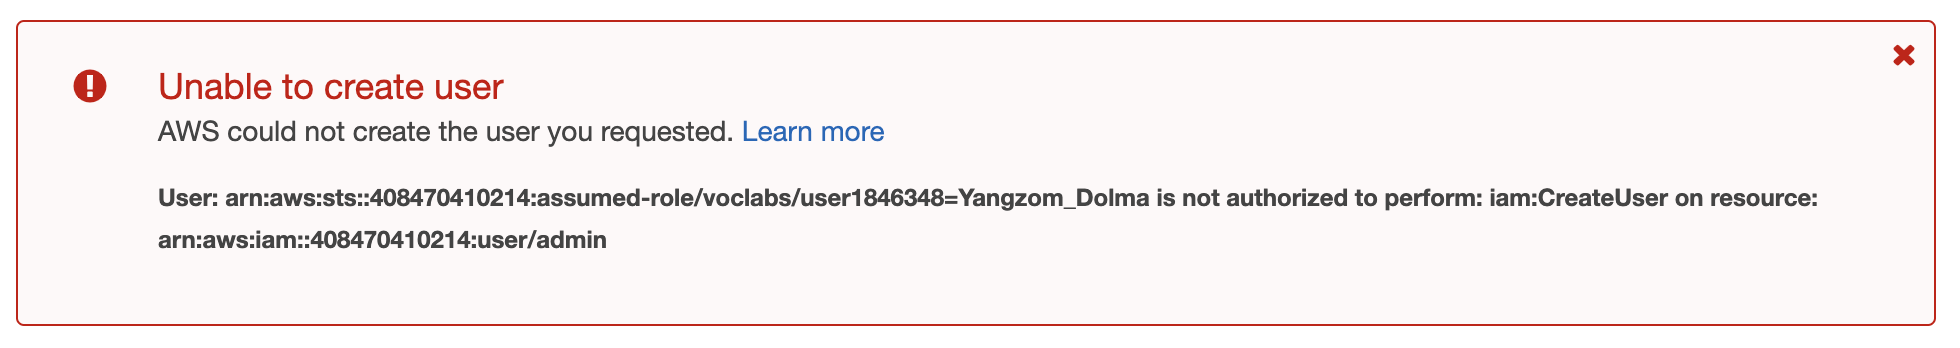 Unable to create user
AWS could not create the user you requested. Learn more
User: arn:aws:sts::408470410214:assumed-role/voclabs/user1846348=Yangzom_Dolma is not authorized to perform: iam:CreateUser on resource:
arn:aws:iam::408470410214:user/admin